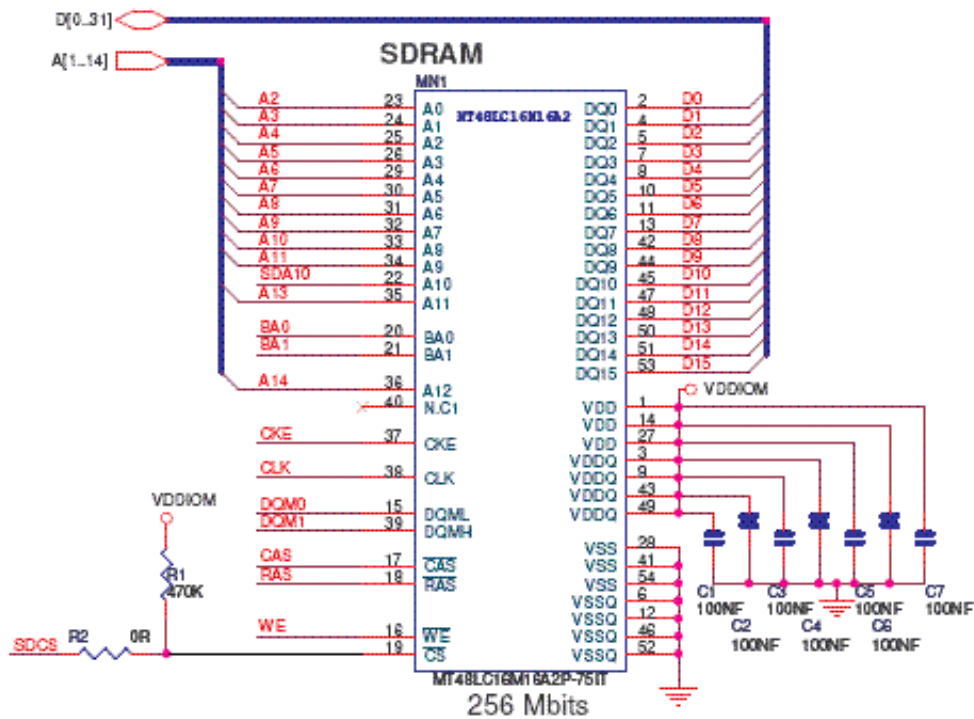 D[0..31]
A[1..14]
SDRAM
MN1
MT48LC16M16A2
A2 23 A0 DQ0 2 D0
A3 24 A1 DQ1 4 D1
A4 25 A2 DQ2 5 D2
A5 26 A3 DQ3 7 D3
A6 29 A4 DQ4 8 D4
A7 30 A5 DQ5 10 D5
A8 31 A6 DQ6 11 D6
A9 32 A7 DQ7 13 D7
A10 33 A8 DQ8 42 D8
A11 34 A9 DQ9 44 D9
SDA10 22 A10 DQ10 45 D10
A13 35 A11 DQ11 47 D11
DQ12 48 D12
BA0 20 BA0 DQ13 50 D13
BA1 21 BA1 DQ14 51 D14
DQ15 53 D15
A14 36 A12 VDDIOM
40 N.C1 VDD 1
VDD 14
CKE 37 CKE VDD 27
VDDQ 3
CLK 38 CLK VDDQ 9
VDDQ 43
VDDIOM DQM0 15 DQML VDDQ 49
DQM1 39 DQMH
VSS 28
CAS 17 CAS VSS 41
RAS 18 RAS VSS 54
R1 VSSQ 6
470K VSSQ 12
WE 16 WE VSSQ 46
SDCS R2 0R 19 CS VSSQ 52
C1 C3 C5 C7
100NF 100NF 100NF 100NF
C2 C4 C6
100NF 100NF 100NF
MT48LC16M16A2P-75IT
256 Mbits